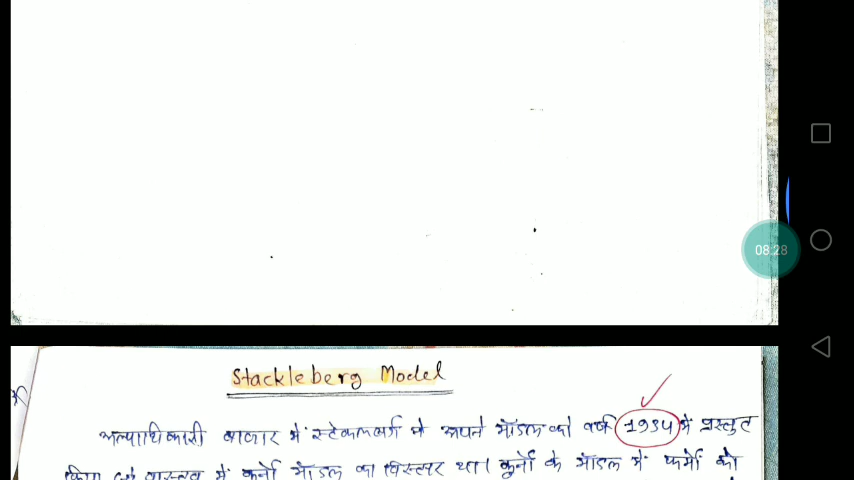 08:28
Stackleberg Model
अल्पाधिकारी बाजार में स्टेकलबर्ग ने अपने मॉडल को वर्ष 1934 में प्रस्तुत
किया जो वास्तव में कूर्नो मॉडल का विस्तार था। कूर्नो के मॉडल में फर्मों को